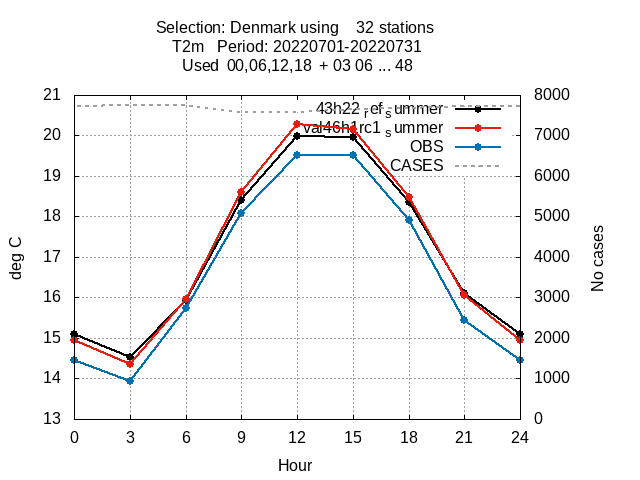 Selection: Denmark using 32 stations
T2m Period: 20220701-20220731
Used 00,06,12,18 + 03 06 ... 48
21
20
19
18
17
16
15
14
13
8000
7000
6000
5000
4000
3000
2000
1000
0
deg C
No cases
43h22ref_summer
val46h1rc1_summer
OBS
CASES
0 3 6 9 12 15 18 21 24
Hour